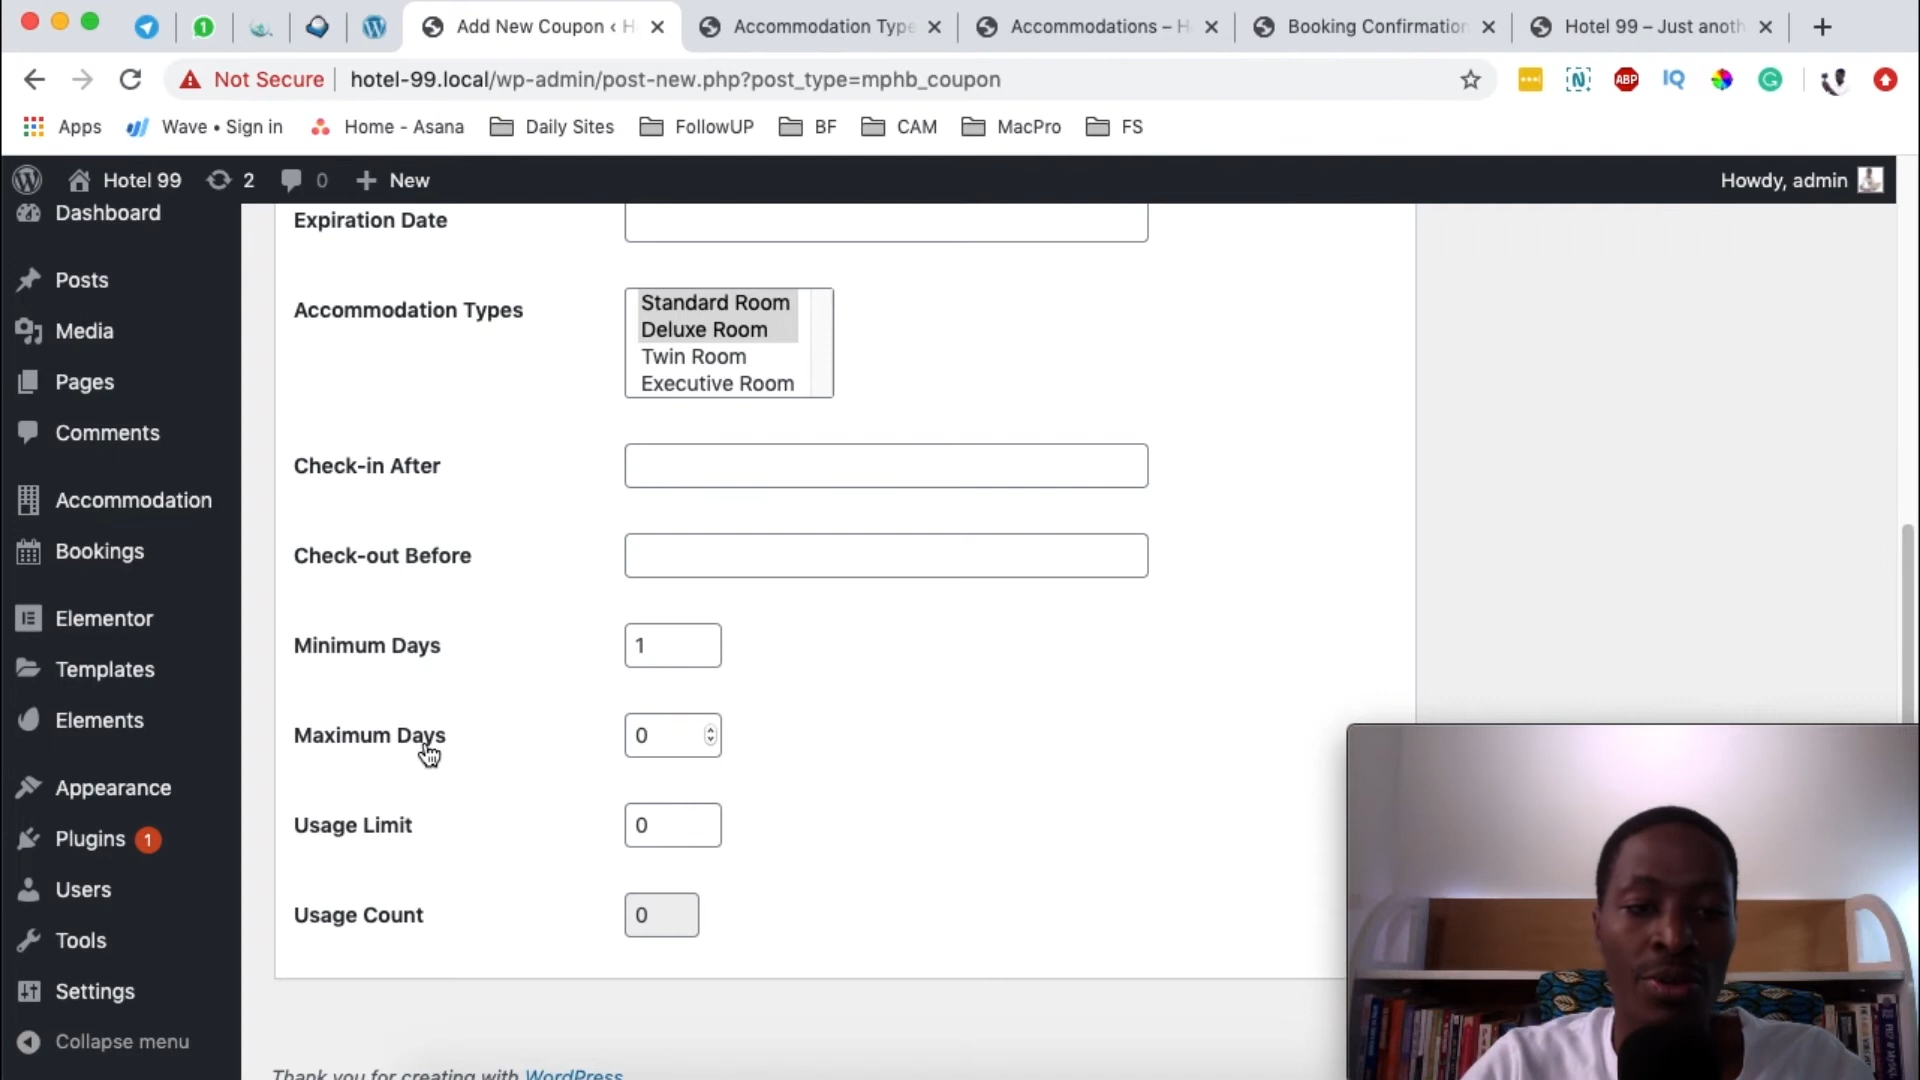 Add New Coupon ‹ H
Accommodation Type
Accommodations – H
Booking Confirmation
Hotel 99 – Just anoth
Not Secure
hotel-99.local/wp-admin/post-new.php?post_type=mphb_coupon
ABP
IQ
Apps
Wave • Sign in
Home - Asana
Daily Sites
FollowUP
BF
CAM
MacPro
FS
Hotel 99
2
0
New
Howdy, admin
Dashboard
Posts
Media
Pages
Comments
Accommodation
Bookings
Elementor
Templates
Elements
Appearance
Plugins 1
Users
Tools
Settings
Collapse menu
Expiration Date
Accommodation Types
Standard Room
Deluxe Room
Twin Room
Executive Room
Check-in After
Check-out Before
Minimum Days
1
Maximum Days
0
Usage Limit
0
Usage Count
0
Thank you for creating with WordPress